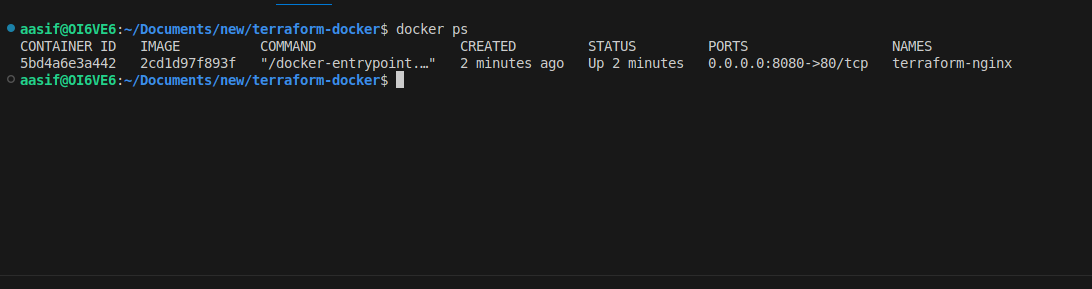 aasif@OI6VE6:~/Documents/new/terraform-docker$ docker ps
CONTAINER ID   IMAGE          COMMAND                  CREATED         STATUS         PORTS                  NAMES
5bd4a6e3a442   2cd1d97f893f   "/docker-entrypoint.…"   2 minutes ago   Up 2 minutes   0.0.0.0:8080->80/tcp   terraform-nginx
aasif@OI6VE6:~/Documents/new/terraform-docker$